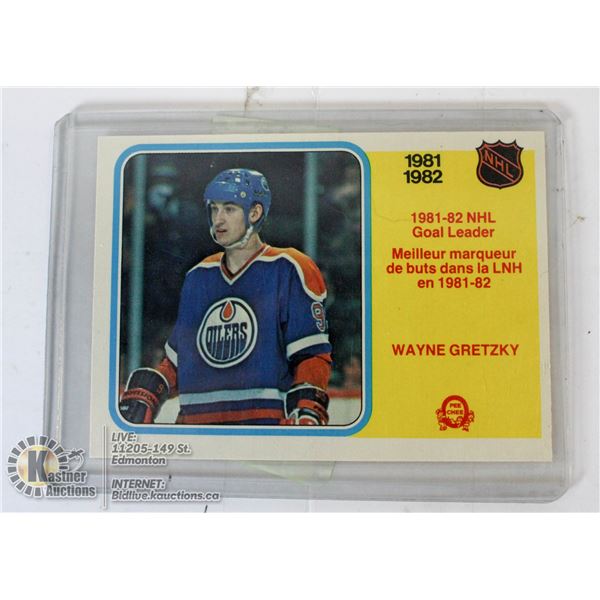 1981
1982
NHL
1981-82 NHL
Goal Leader
Meilleur marqueur
de buts dans la LNH
en 1981-82
WAYNE GRETZKY
O
PEE
CHEE
OILERS
9
LIVE:
11205-149 St.
Edmonton
INTERNET:
Bidlive.kauctions.ca
K
Kastner
Auctions